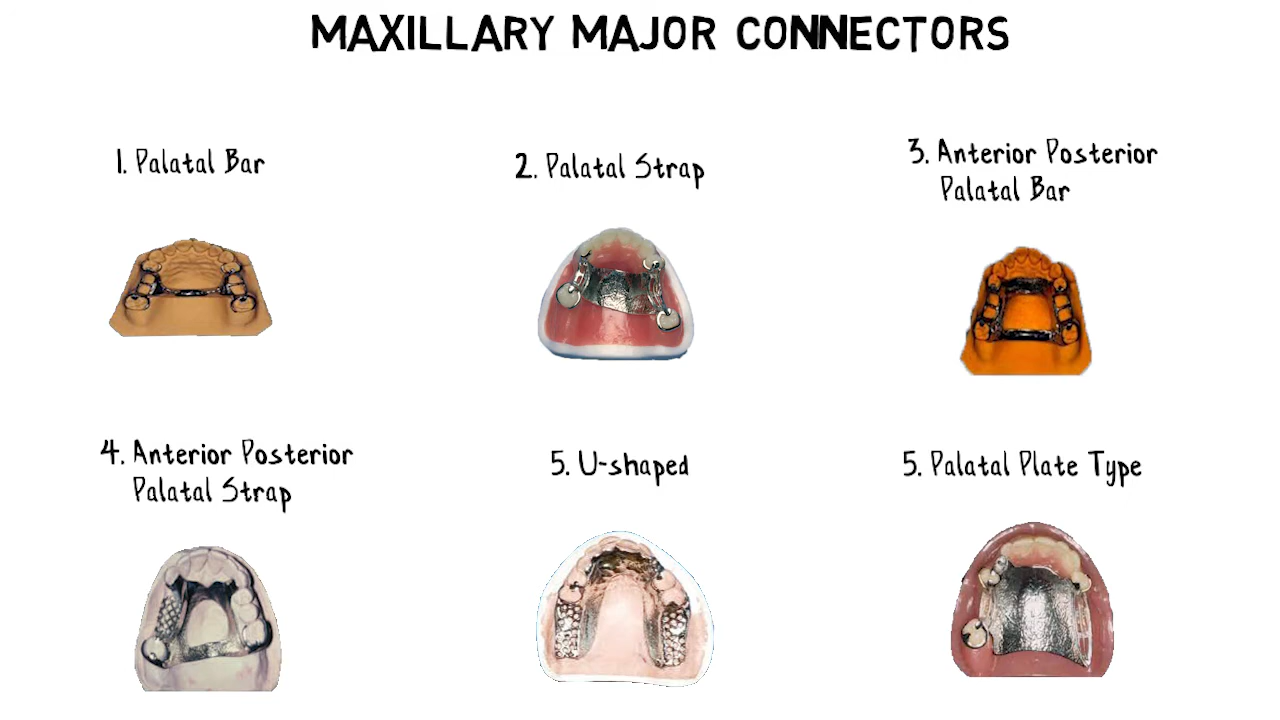 MAXILLARY MAJOR CONNECTORS
1. Palatal Bar
2. Palatal Strap
3. Anterior Posterior
Palatal Bar
4. Anterior Posterior
Palatal Strap
5. U-shaped
5. Palatal Plate Type